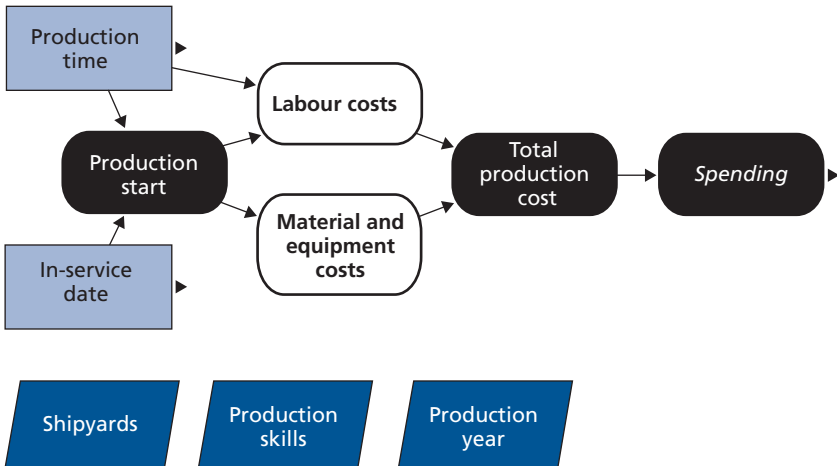 Production
time
Labour costs
Production
start
Total
production
cost
Spending
Material and
equipment
costs
In-service
date
Shipyards
Production
skills
Production
year